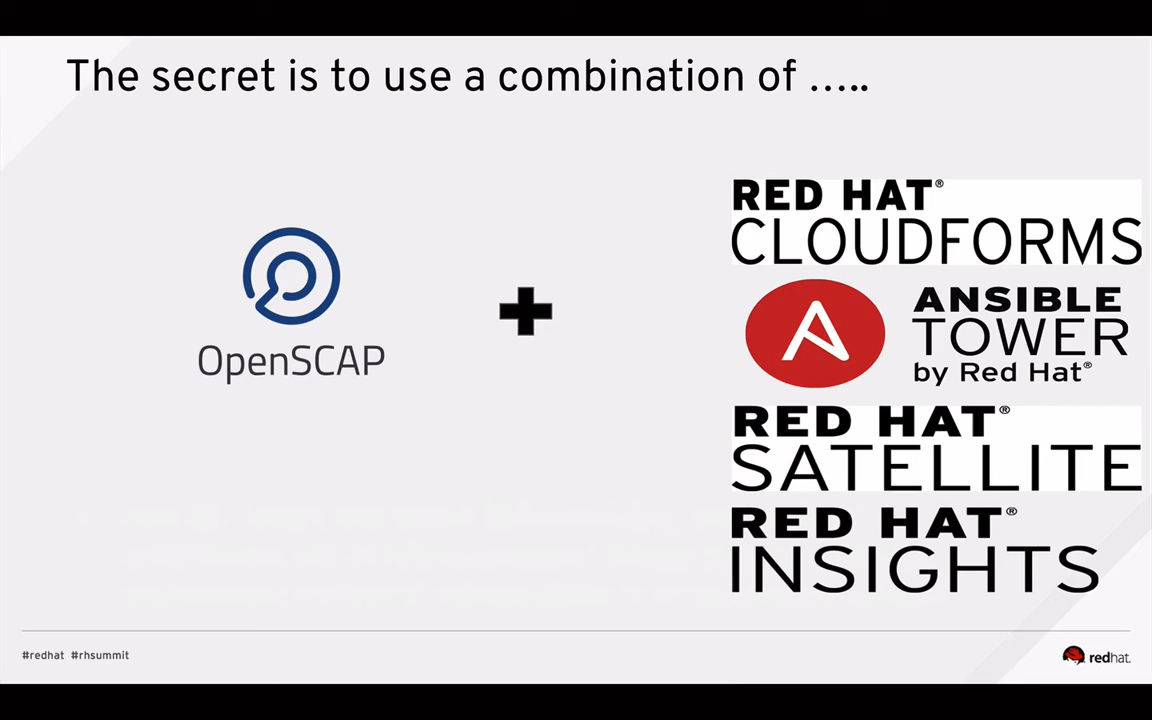 The secret is to use a combination of .....
OpenSCAP
RED HAT®
CLOUDFORMS
ANSIBLE
TOWER
by Red Hat®
RED HAT®
SATELLITE
RED HAT®
INSIGHTS
#redhat #rhsummit
redhat.